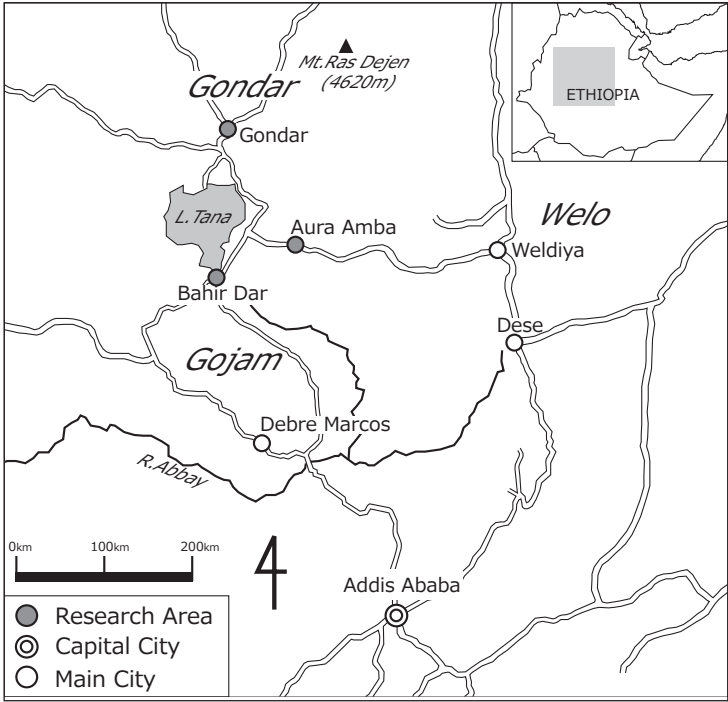 Mt.Ras Dejen
(4620m)
Gondar
Gondar
ETHIOPIA
L.Tana
Aura Amba
Welo
Weldiya
Bahir Dar
Dese
Gojam
Debre Marcos
R.Abbay
0km 100km 200km
Addis Ababa
Research Area
Capital City
Main City